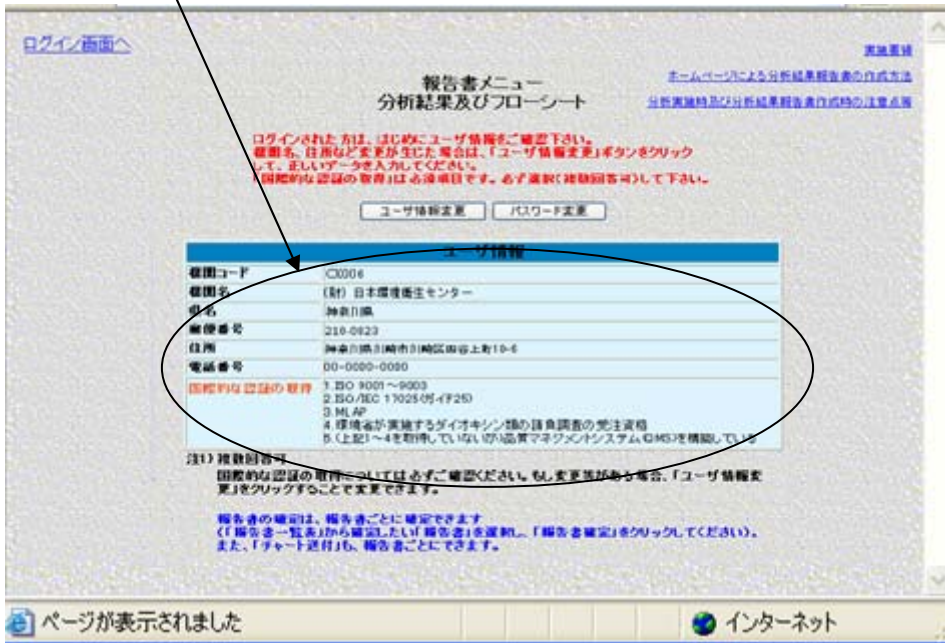 ログイン画面へ
実施要領
報告書メニュー
ホームページによる分析結果報告書の作成方法
分析結果及びフローシート
分析実施時及び分析結果報告書作成時の注意点等
ログインされた方は、はじめにユーザ情報をご確認下さい。
機関名、住所など変更が生じた場合は、「ユーザ情報変更」ボタンをクリック
して、正しいデータを入力してください。
「国際的な認証の取得」は必須項目です。必ず選択(複数回答可)して下さい。
ユーザ情報変更 パスワード変更
ユーザ情報
機関コード
機関名 (財) 日本環境衛生センター
県名 神奈川県
郵便番号 210-0823
住所 神奈川県川崎市川崎区四谷上町10-6
電話番号 00-0000-0000
国際的な認証の取得 1.ISO 9001～9003
2.ISO/IEC 17025(ガイド25)
3.MLAP
4.環境省が実施するダイオキシン類の請負調査の受注資格
5.(上記1～4を取得していないが)品質マネジメントシステム(QMS)を構築している
注1) 複数回答可
国際的な認証の取得については必ずご確認ください。もし変更等がある場合、「ユーザ情報変
更」をクリックすることで変更できます。
報告書の確定は、報告書ごとに確定できます
(「報告書一覧表」から確定したい「報告書」を選択し、「報告書確定」をクリックしてください)。
また、「チャート送付」も、報告書ごとにできます。
ページが表示されました
インターネット